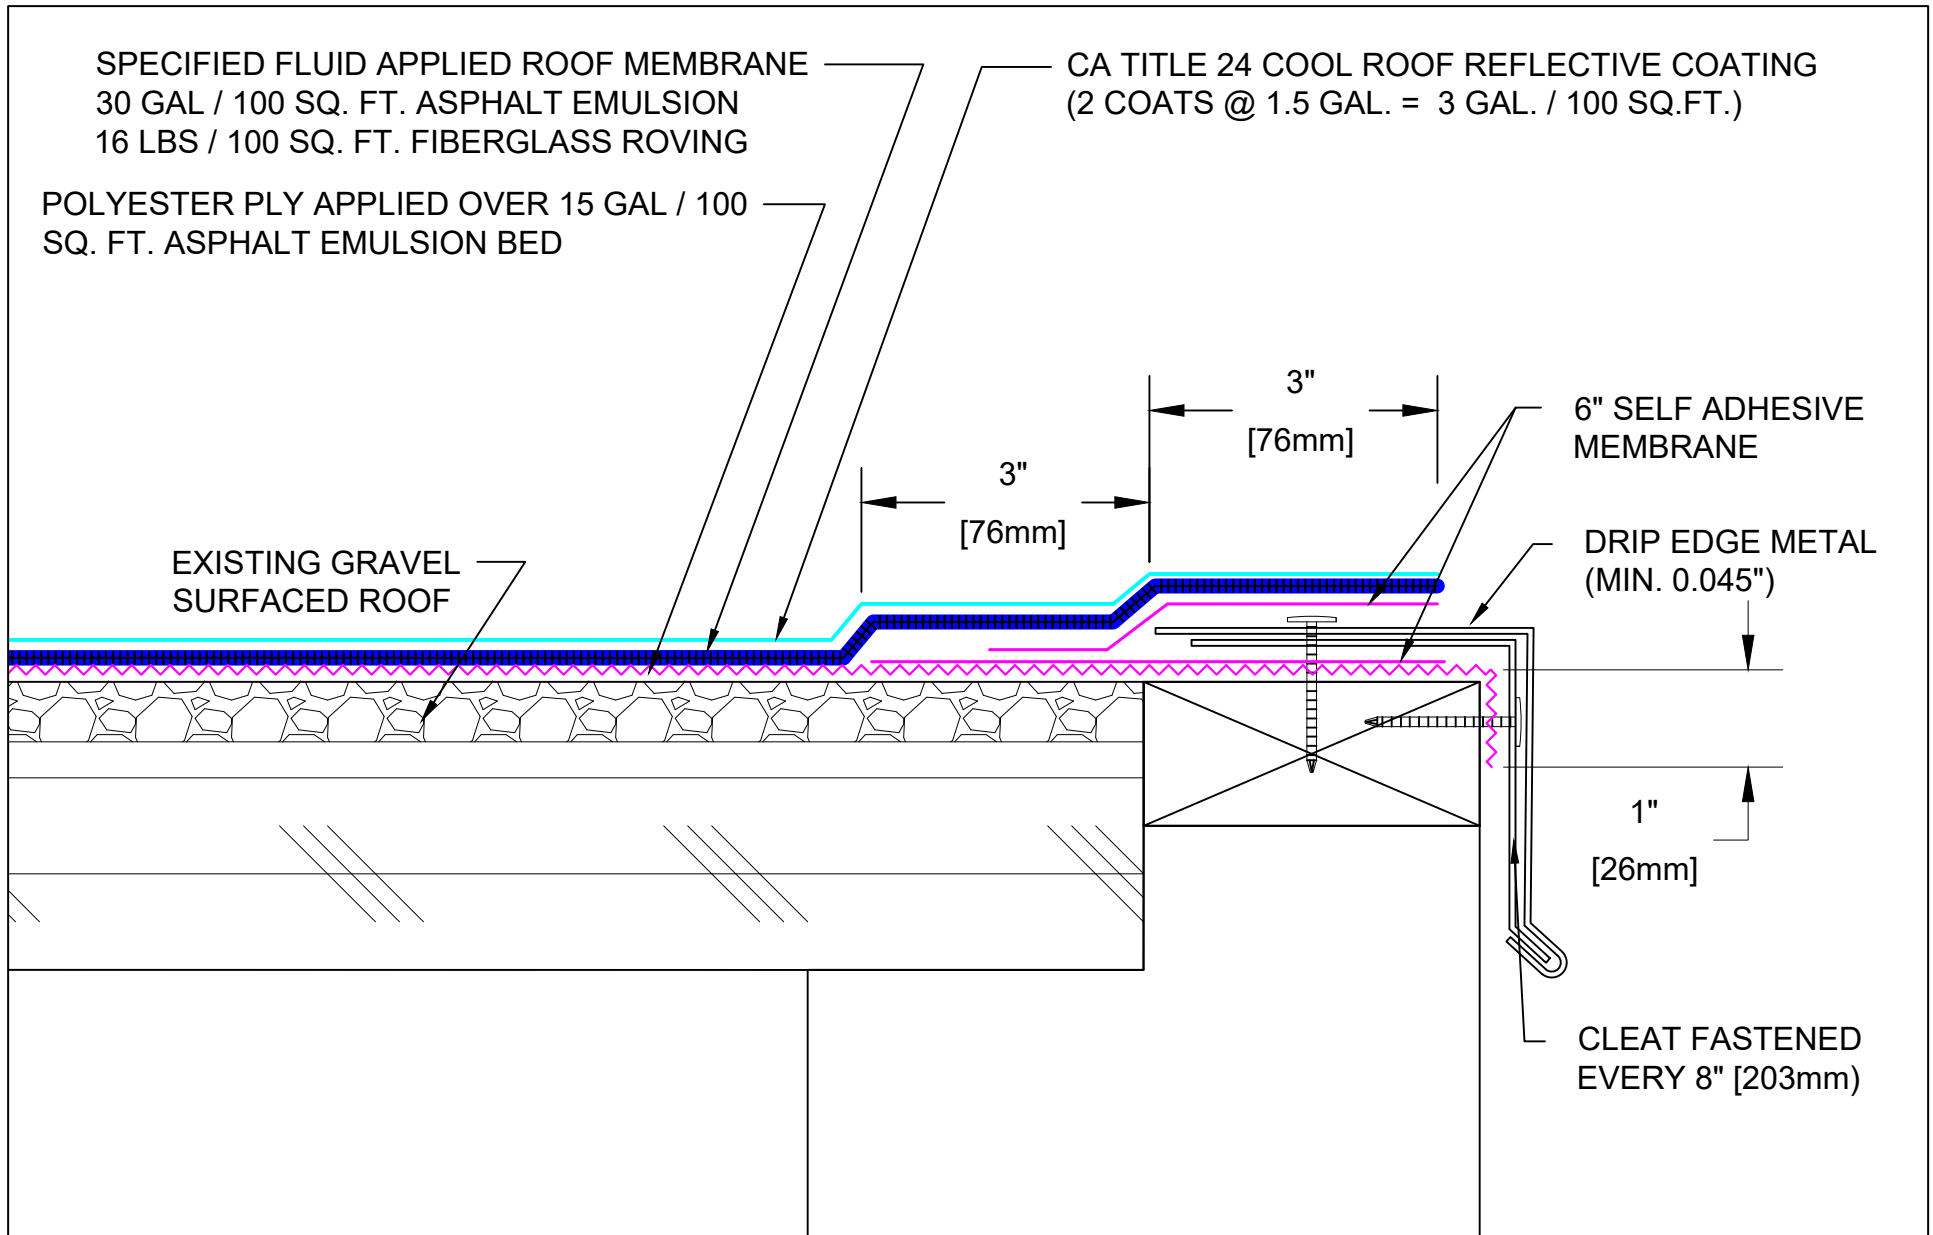 SPECIFIED FLUID APPLIED ROOF MEMBRANE
30 GAL / 100 SQ. FT. ASPHALT EMULSION
16 LBS / 100 SQ. FT. FIBERGLASS ROVING
CA TITLE 24 COOL ROOF REFLECTIVE COATING
(2 COATS @ 1.5 GAL. = 3 GAL. / 100 SQ.FT.)
POLYESTER PLY APPLIED OVER 15 GAL / 100
SQ. FT. ASPHALT EMULSION BED
3"
[76mm]
6" SELF ADHESIVE
MEMBRANE
3"
[76mm]
EXISTING GRAVEL
SURFACED ROOF
DRIP EDGE METAL
(MIN. 0.045")
1"
[26mm]
CLEAT FASTENED
EVERY 8" [203mm)